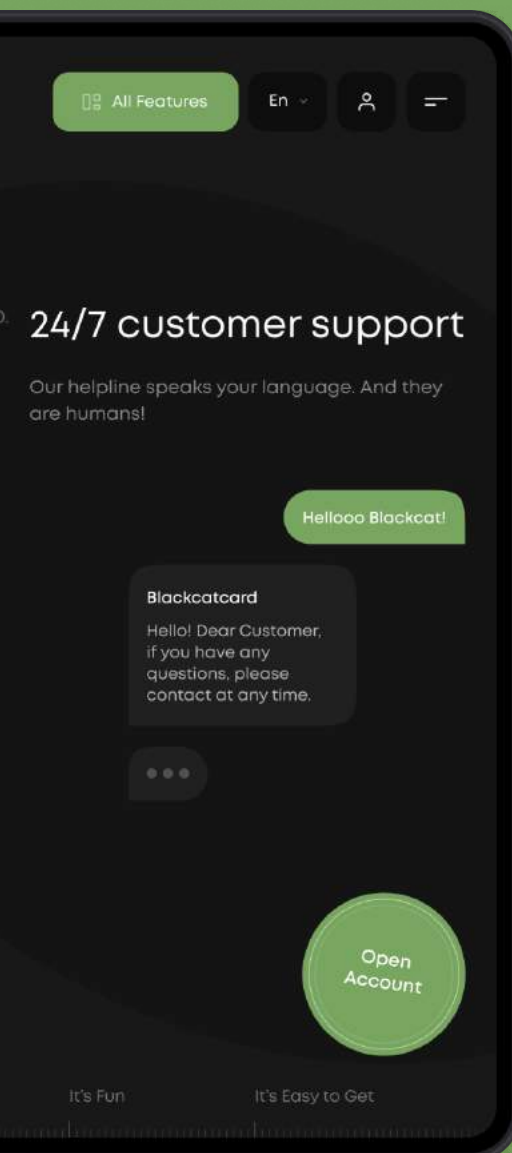 All Features
En
24/7 customer support
Our helpline speaks your language. And they
are humans!
Hellooo Blackcat!
Blackcatcard
Hello! Dear Customer,
if you have any
questions, please
contact at any time.
Open
Account
It's Fun
It's Easy to Get